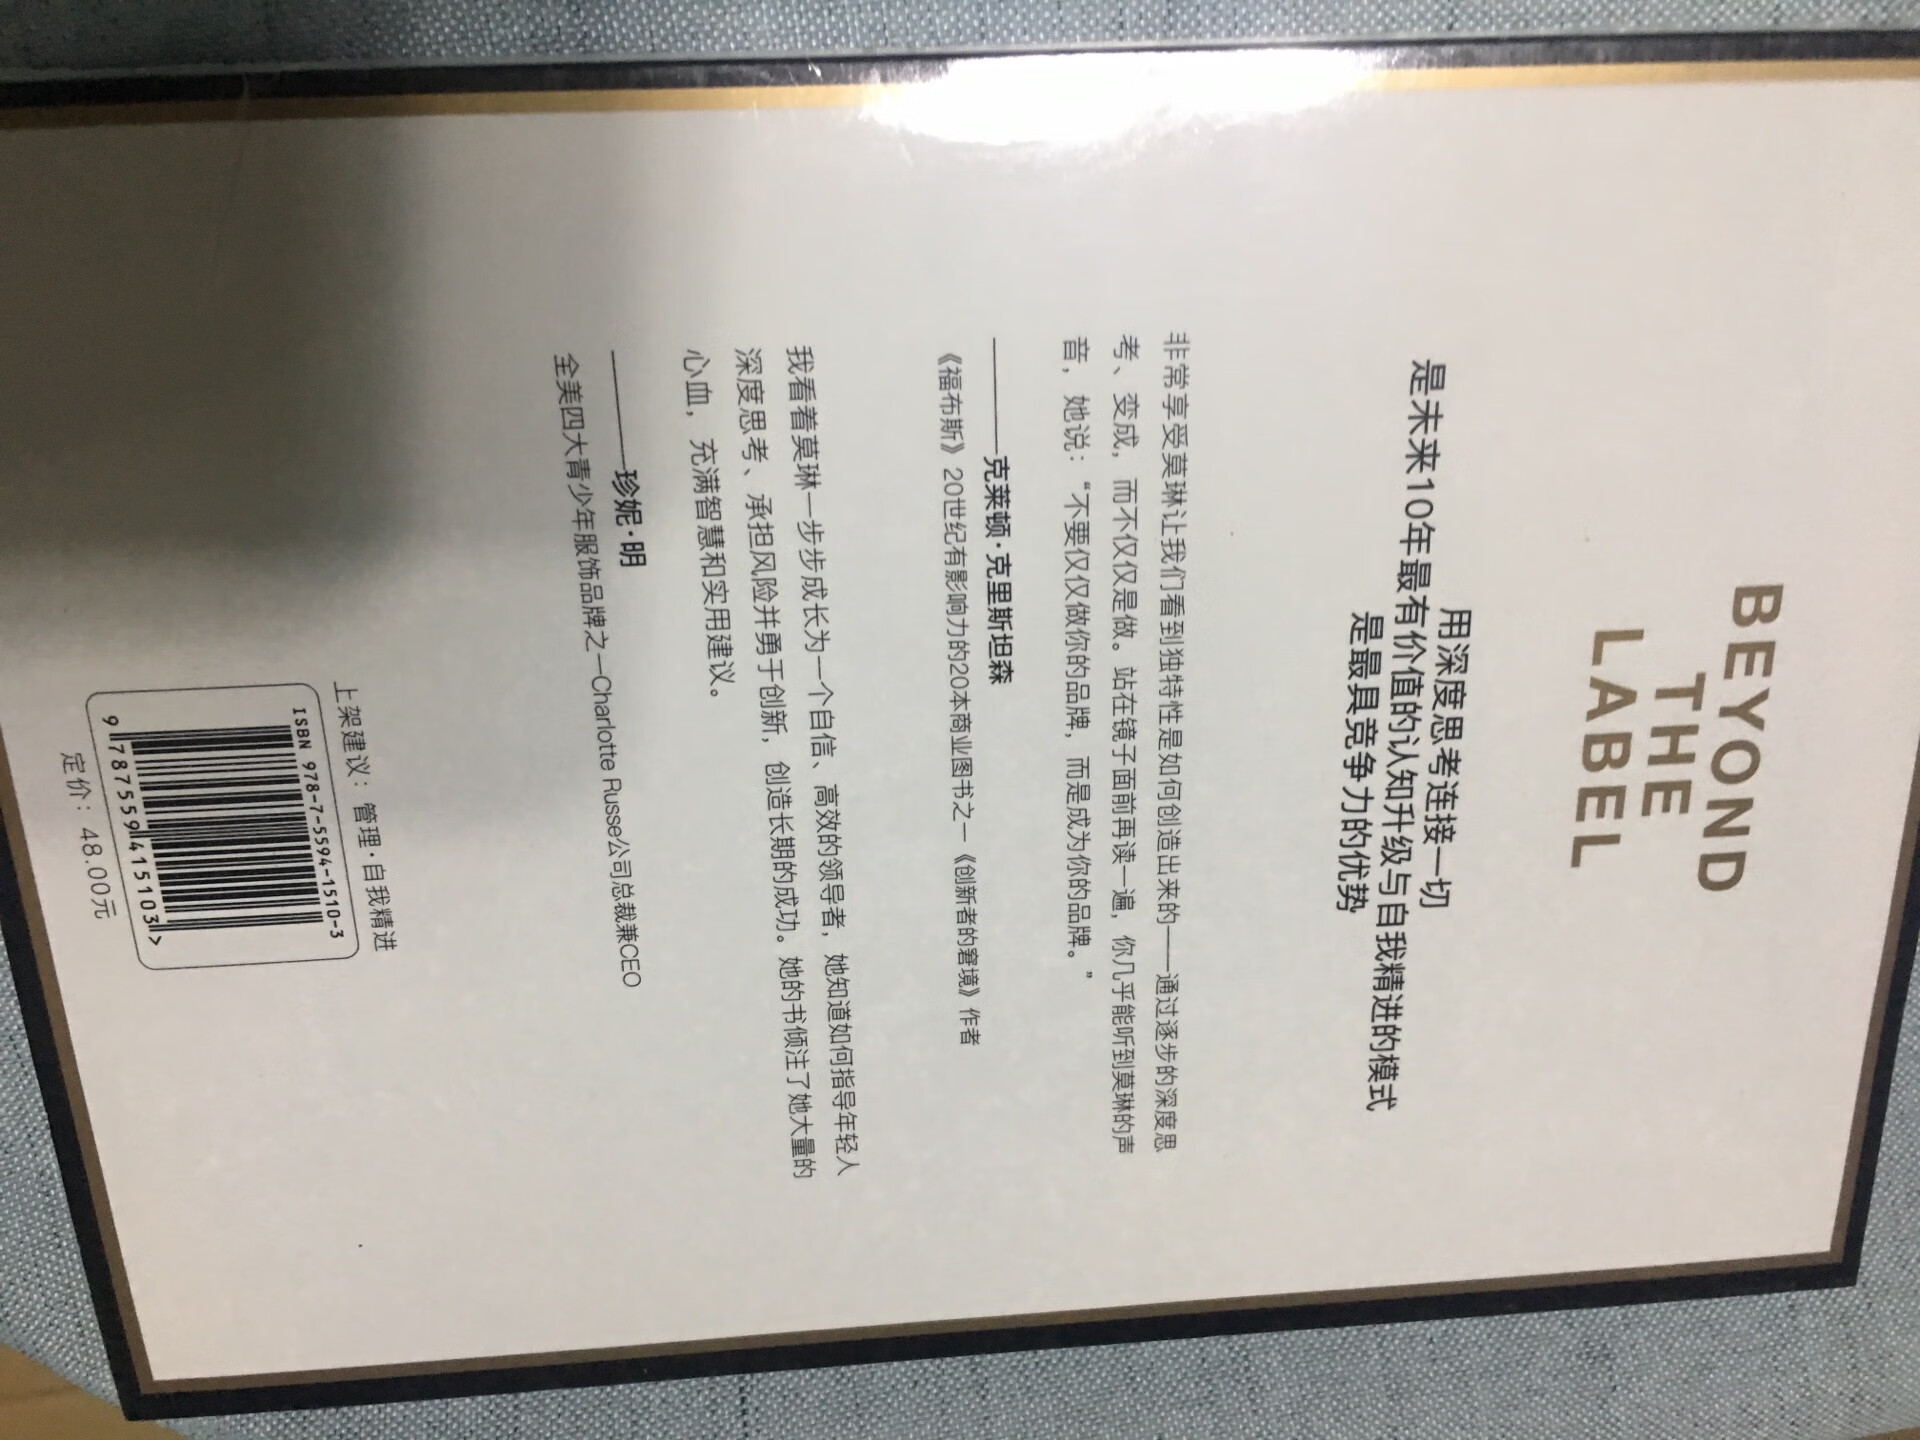 BEYOND
THE
LABEL
用深度思考连接一切
是未来10年最有价值的认知升级与自我精进的模式
是最具竞争力的优势
非常享受莫琳让我们看到独特性是如何创造出来的——通过逐步的深度思
考、变成，而不仅仅是做。站在镜子面前再读一遍，你几乎能听到莫琳的声
音，她说：“不要仅仅做你的品牌，而是成为你的品牌。”
———克莱顿·克里斯坦森
《福布斯》20世纪有影响力的20本商业图书之一《创新者的窘境》作者
我看着莫琳一步步成长为一个自信、高效的领导者，她知道如何指导年轻人
深度思考、承担风险并勇于创新，创造长期的成功。她的书倾注了她大量的
心血，充满智慧和实用建议。
———珍妮·明
全美四大青少年服饰品牌之一Charlotte Russe公司总裁兼CEO
上架建议：管理·自我精进
ISBN 978-7-5594-1510-3
9 787559 415103 >
定价：48.00元